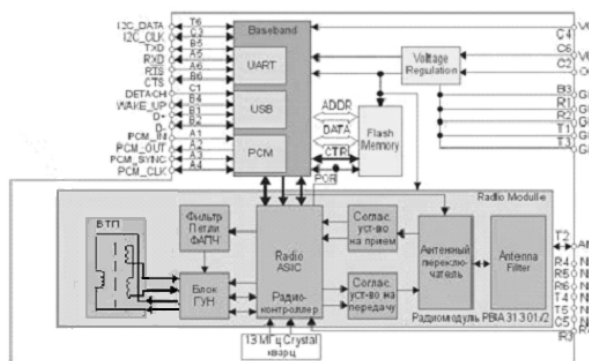 I2C_DATA T6
I2C_CLK C3
TXD B5
RXD A5
RTS A6
CTS B6
DETACH C1
WAKE_UP B4
D+ B1
D- B2
PCM_IN A1
PCM_OUT A2
PCM_SYNC A3
PCM_CLK A4
Baseband
UART
USB
PCM
ADDR
DATA
CTIR
POR
Flash
Memory
Voltage
Regulation
C4
C6
C2
B3
R1
R2
T1
T3
Radio Module
ВТП
Фильтр
Петли
ФАПЧ
Блок
ГУН
Radio
ASIC
Радио-
контроллер
Соглас.
уст-во
на прием
Соглас.
уст-во на
передачу
Антенный
переклю-
чатель
Antenna
Filter
Радиомодуль PBIA 313 01/2
13 МГц Crystal
кварц
T2
R4
R5
R6
T4
T5
C5
R3